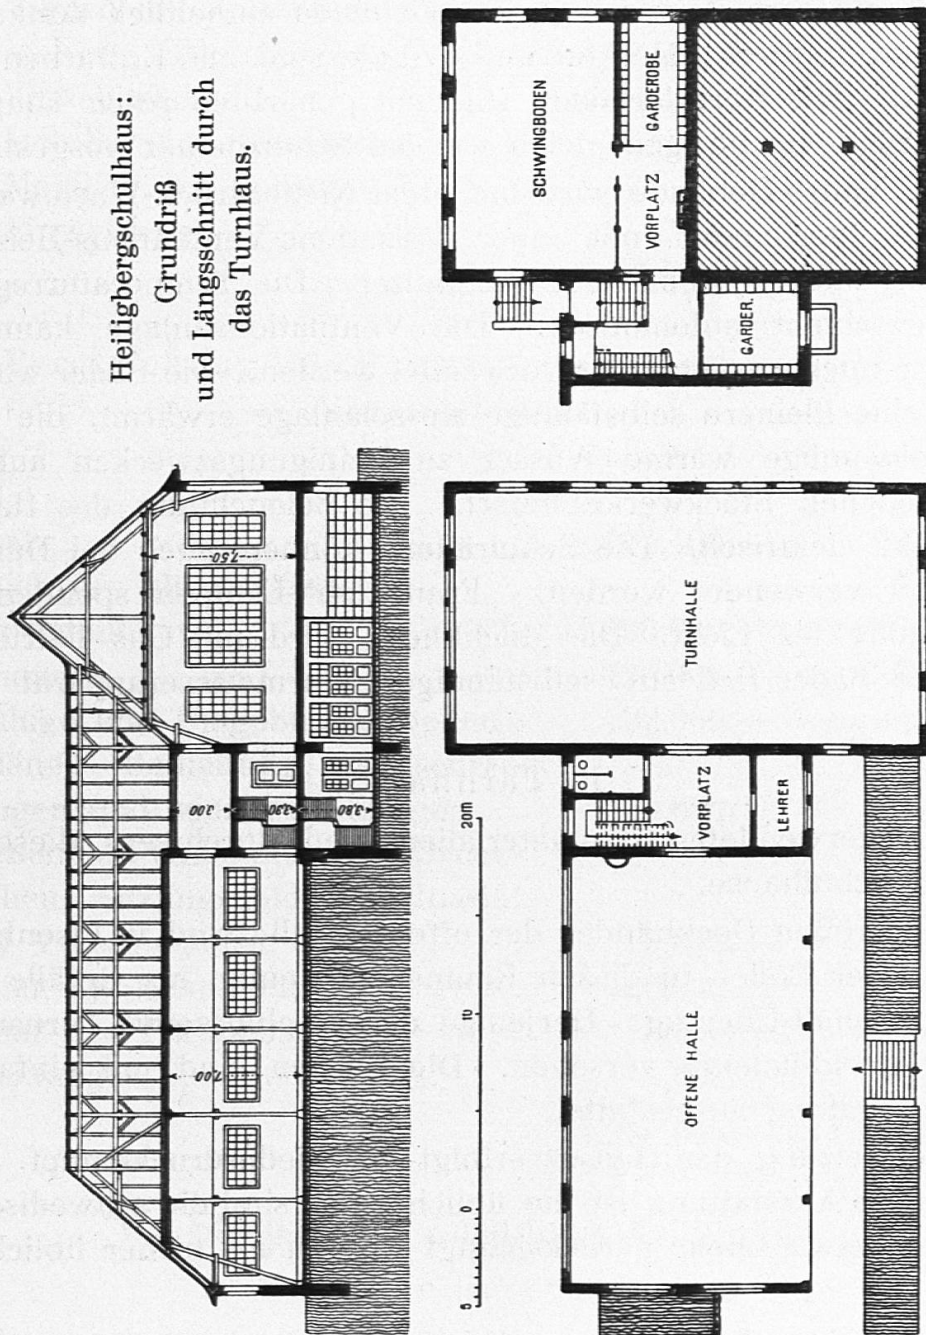 Heiligbergschulhaus:
Grundriß
und Längsschnitt durch
das Turnhaus.
7,50
3,00
3,30
3,80
7,00
5
0
10
20m
SCHWINGBODEN
VORPLATZ
GARDEROBE
GARDER.
TURNHALLE
VORPLATZ
LEHRER
OFFENE HALLE